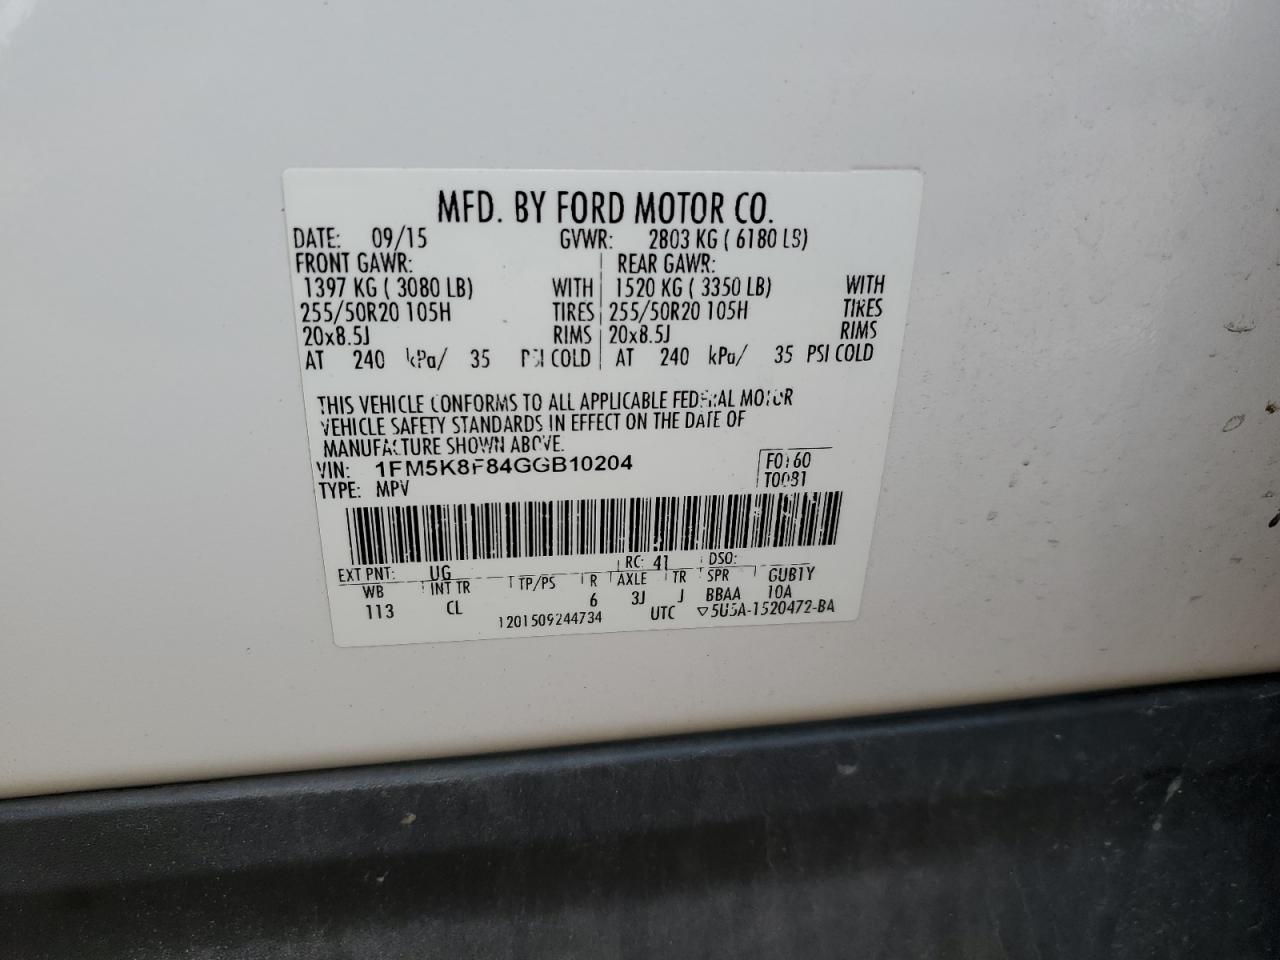 MFD. BY FORD MOTOR CO.
DATE: 09/15 GVWR: 2803 KG ( 6180 LB)
FRONT GAWR: REAR GAWR:
1397 KG ( 3080 LB) WITH 1520 KG ( 3350 LB) WITH
255/50R20 105H TIRES 255/50R20 105H TIRES
20x8.5J RIMS 20x8.5J RIMS
AT 240 kPa/ 35 PSI COLD AT 240 kPa/ 35 PSI COLD
THIS VEHICLE CONFORMS TO ALL APPLICABLE FEDERAL MOTOR
VEHICLE SAFETY STANDARDS IN EFFECT ON THE DATE OF
MANUFACTURE SHOWN ABOVE.
VIN: 1FM5K8F84GGB10204 F0160
TYPE: MPV T0081
EXT PNT: UG RC: 41 DSO:
WB INT TR TP/PS R AXLE TR SPR GUB1Y
113 CL 6 3J J BBAA 10A
1201509244734 UTC ▽5U5A-1520472-BA